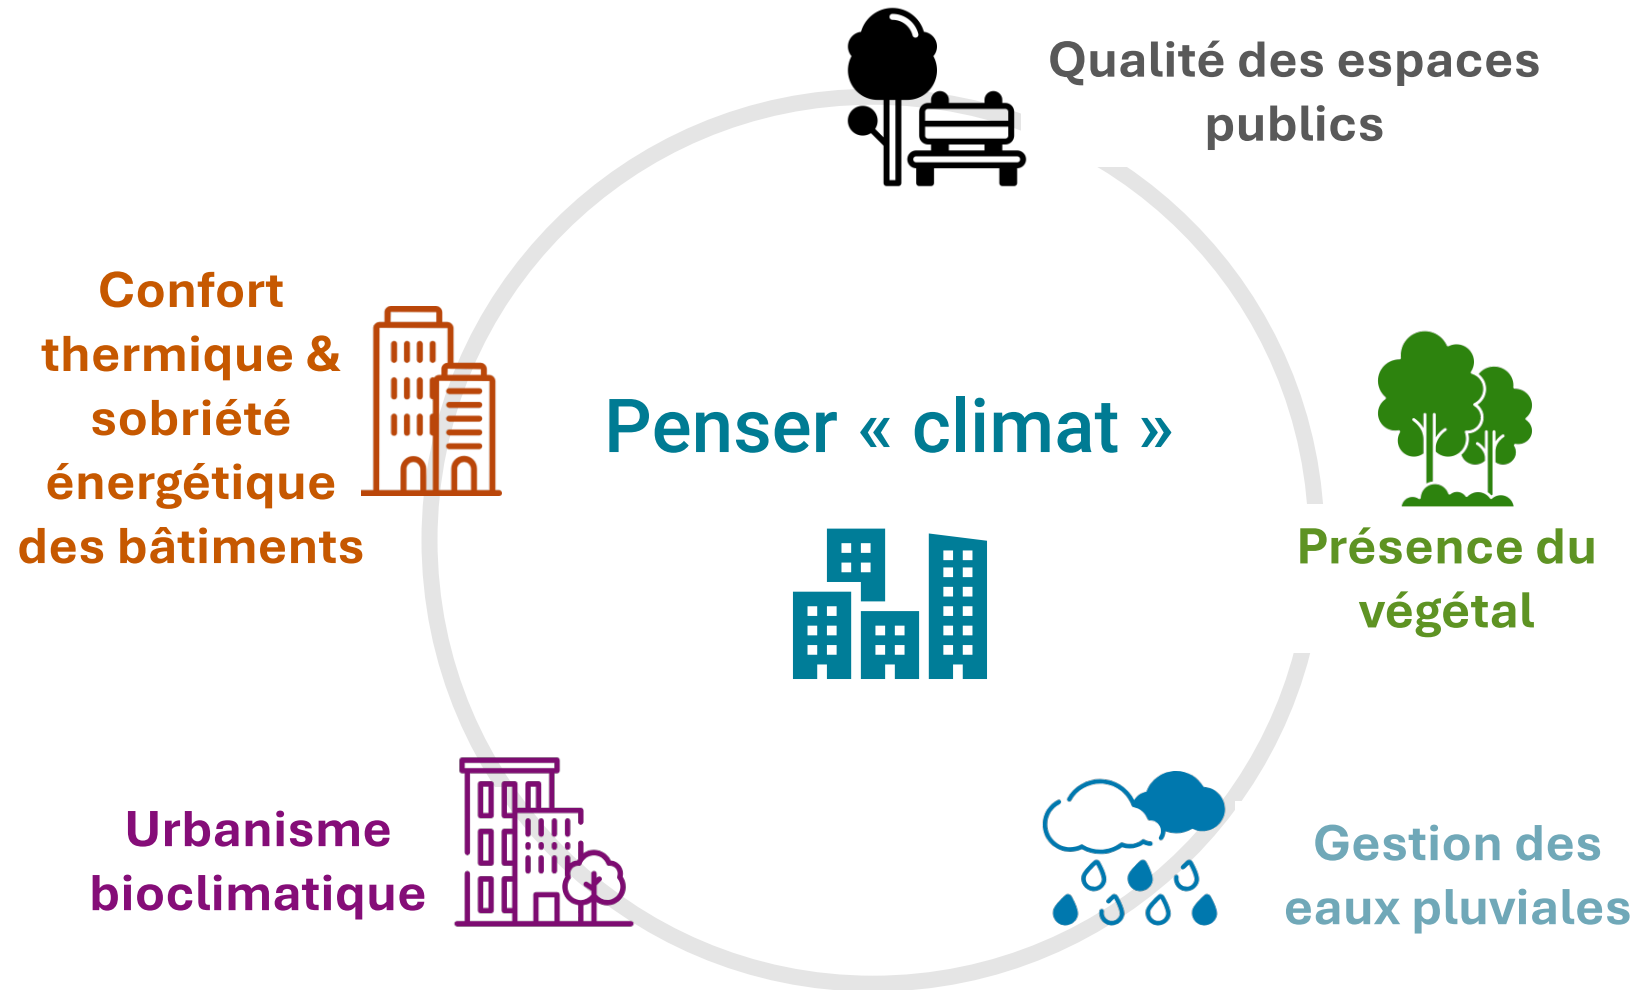 Qualité des espaces
publics
Confort
thermique &
sobriété
énergétique
des bâtiments
Penser « climat »
Présence du
végétal
Urbanisme
bioclimatique
Gestion des
eaux pluviales